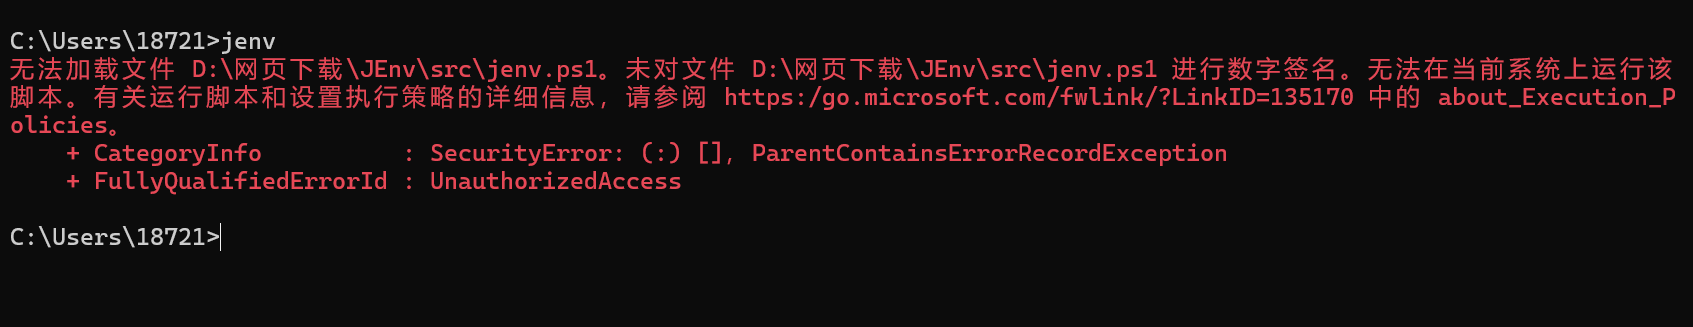 C:\Users\18721>jenv
无法加载文件 D:\网页下载\JEnv\src\jenv.ps1。未对文件 D:\网页下载\JEnv\src\jenv.ps1 进行数字签名。无法在当前系统上运行该
脚本。有关运行脚本和设置执行策略的详细信息，请参阅 https:/go.microsoft.com/fwlink/?LinkID=135170 中的 about_Execution_P
olicies。
    + CategoryInfo          : SecurityError: (:) []，ParentContainsErrorRecordException
    + FullyQualifiedErrorId : UnauthorizedAccess
C:\Users\18721>